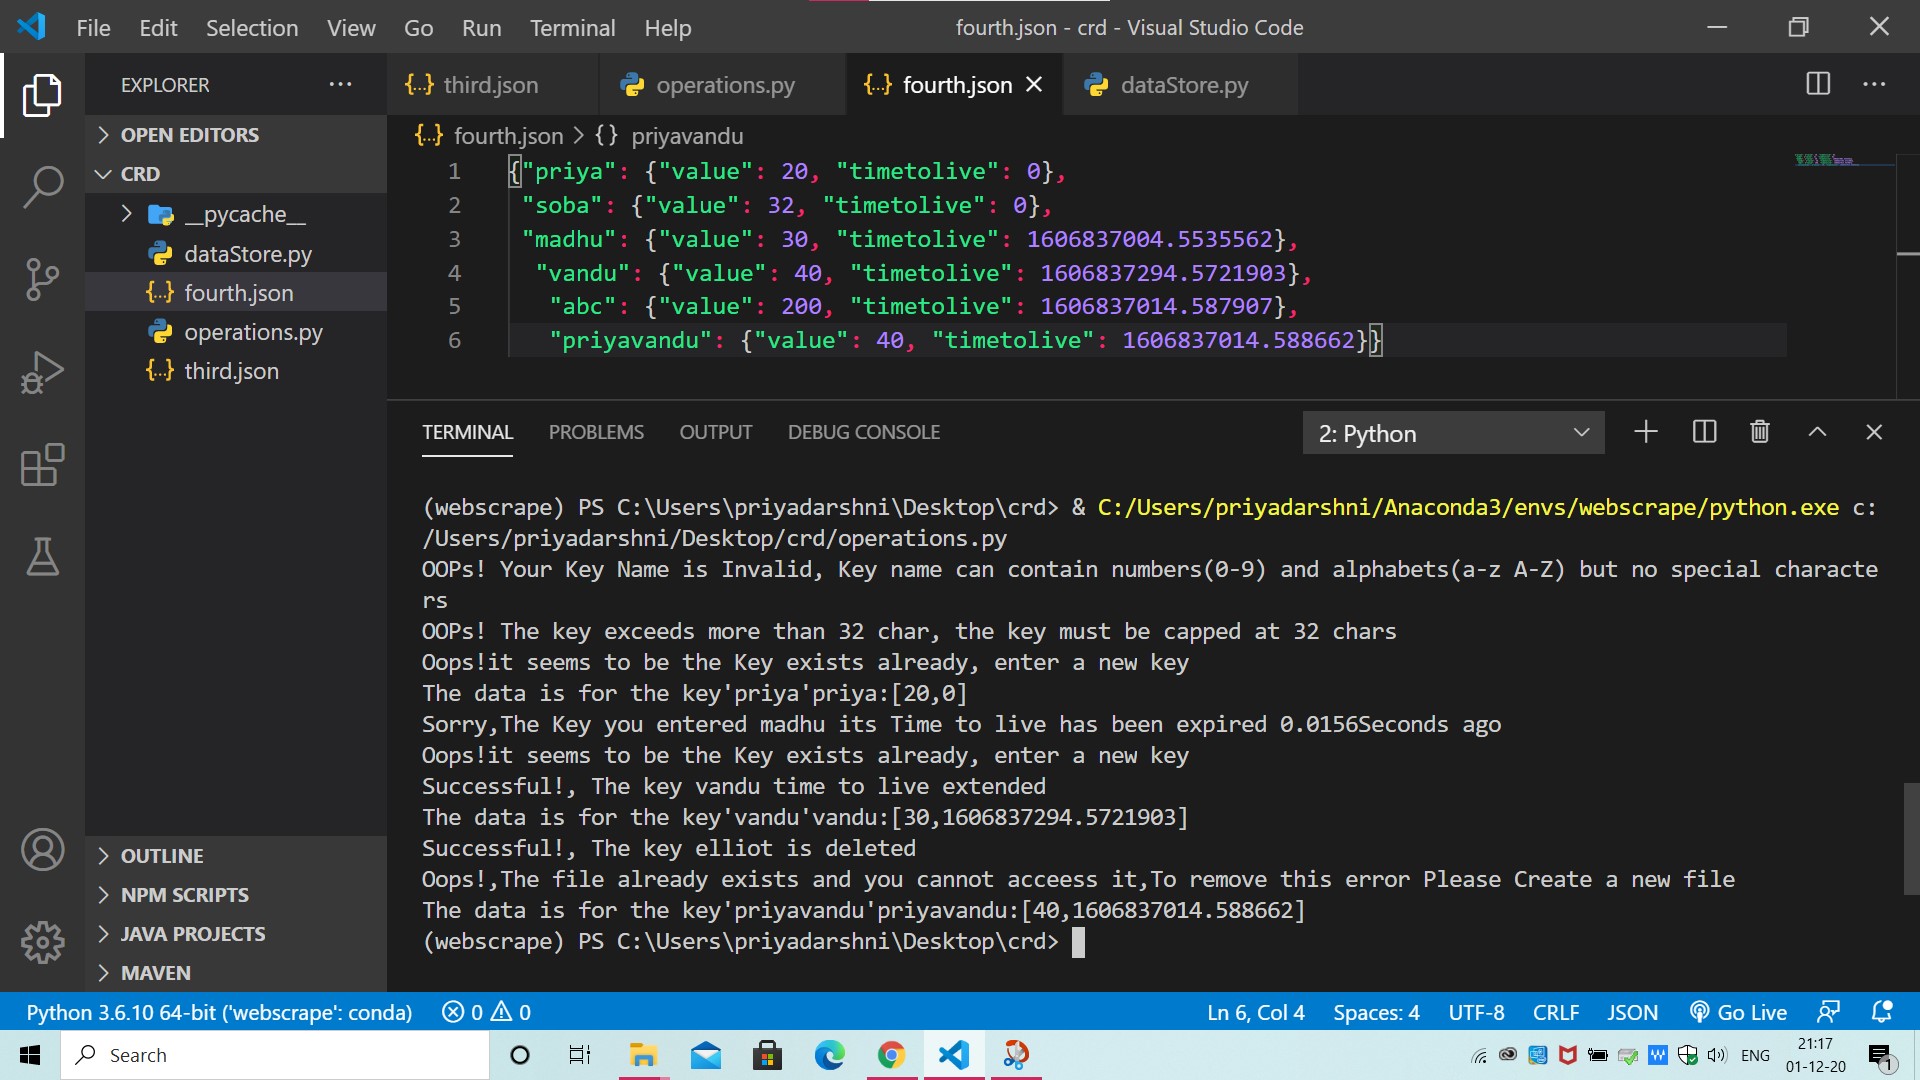 File Edit Selection View Go Run Terminal Help
fourth.json - crd - Visual Studio Code
EXPLORER
OPEN EDITORS
CRD
__pycache__
dataStore.py
fourth.json
operations.py
third.json
OUTLINE
NPM SCRIPTS
JAVA PROJECTS
MAVEN
third.json operations.py fourth.json dataStore.py
fourth.json > {} priyavandu
1 {"priya": {"value": 20, "timetolive": 0},
2 "soba": {"value": 32, "timetolive": 0},
3 "madhu": {"value": 30, "timetolive": 1606837004.5535562},
4 "vandu": {"value": 40, "timetolive": 1606837294.5721903},
5 "abc": {"value": 200, "timetolive": 1606837014.587907},
6 "priyavandu": {"value": 40, "timetolive": 1606837014.588662}}
TERMINAL PROBLEMS OUTPUT DEBUG CONSOLE
2: Python
(webscrape) PS C:\Users\priyadarshni\Desktop\crd> & C:/Users/priyadarshni/Anaconda3/envs/webscrape/python.exe c:
/Users/priyadarshni/Desktop/crd/operations.py
OOPs! Your Key Name is Invalid, Key name can contain numbers(0-9) and alphabets(a-z A-Z) but no special characte
rs
OOPs! The key exceeds more than 32 char, the key must be capped at 32 chars
Oops!it seems to be the Key exists already, enter a new key
The data is for the key'priya'priya:[20,0]
Sorry,The Key you entered madhu its Time to live has been expired 0.0156Seconds ago
Oops!it seems to be the Key exists already, enter a new key
Successful!, The key vandu time to live extended
The data is for the key'vandu'vandu:[30,1606837294.5721903]
Successful!, The key elliot is deleted
Oops!,The file already exists and you cannot acceess it,To remove this error Please Create a new file
The data is for the key'priyavandu'priyavandu:[40,1606837014.588662]
(webscrape) PS C:\Users\priyadarshni\Desktop\crd>
Python 3.6.10 64-bit ('webscrape': conda) 0 0
Ln 6, Col 4 Spaces: 4 UTF-8 CRLF JSON Go Live
Search
ENG
21:17
01-12-20
1